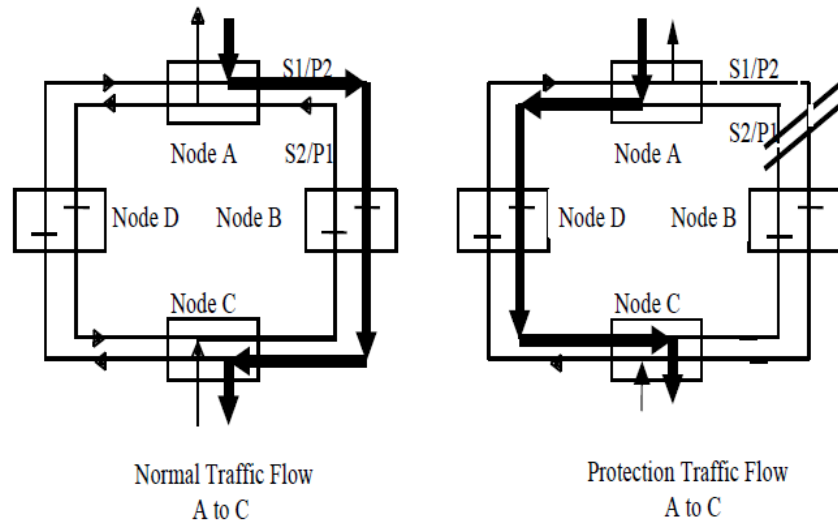 S1/P2
Node A
S2/P1
Node D
Node B
Node C
Normal Traffic Flow
A to C
S1/P2
S2/P1
Node A
Node D
Node B
Node C
Protection Traffic Flow
A to C